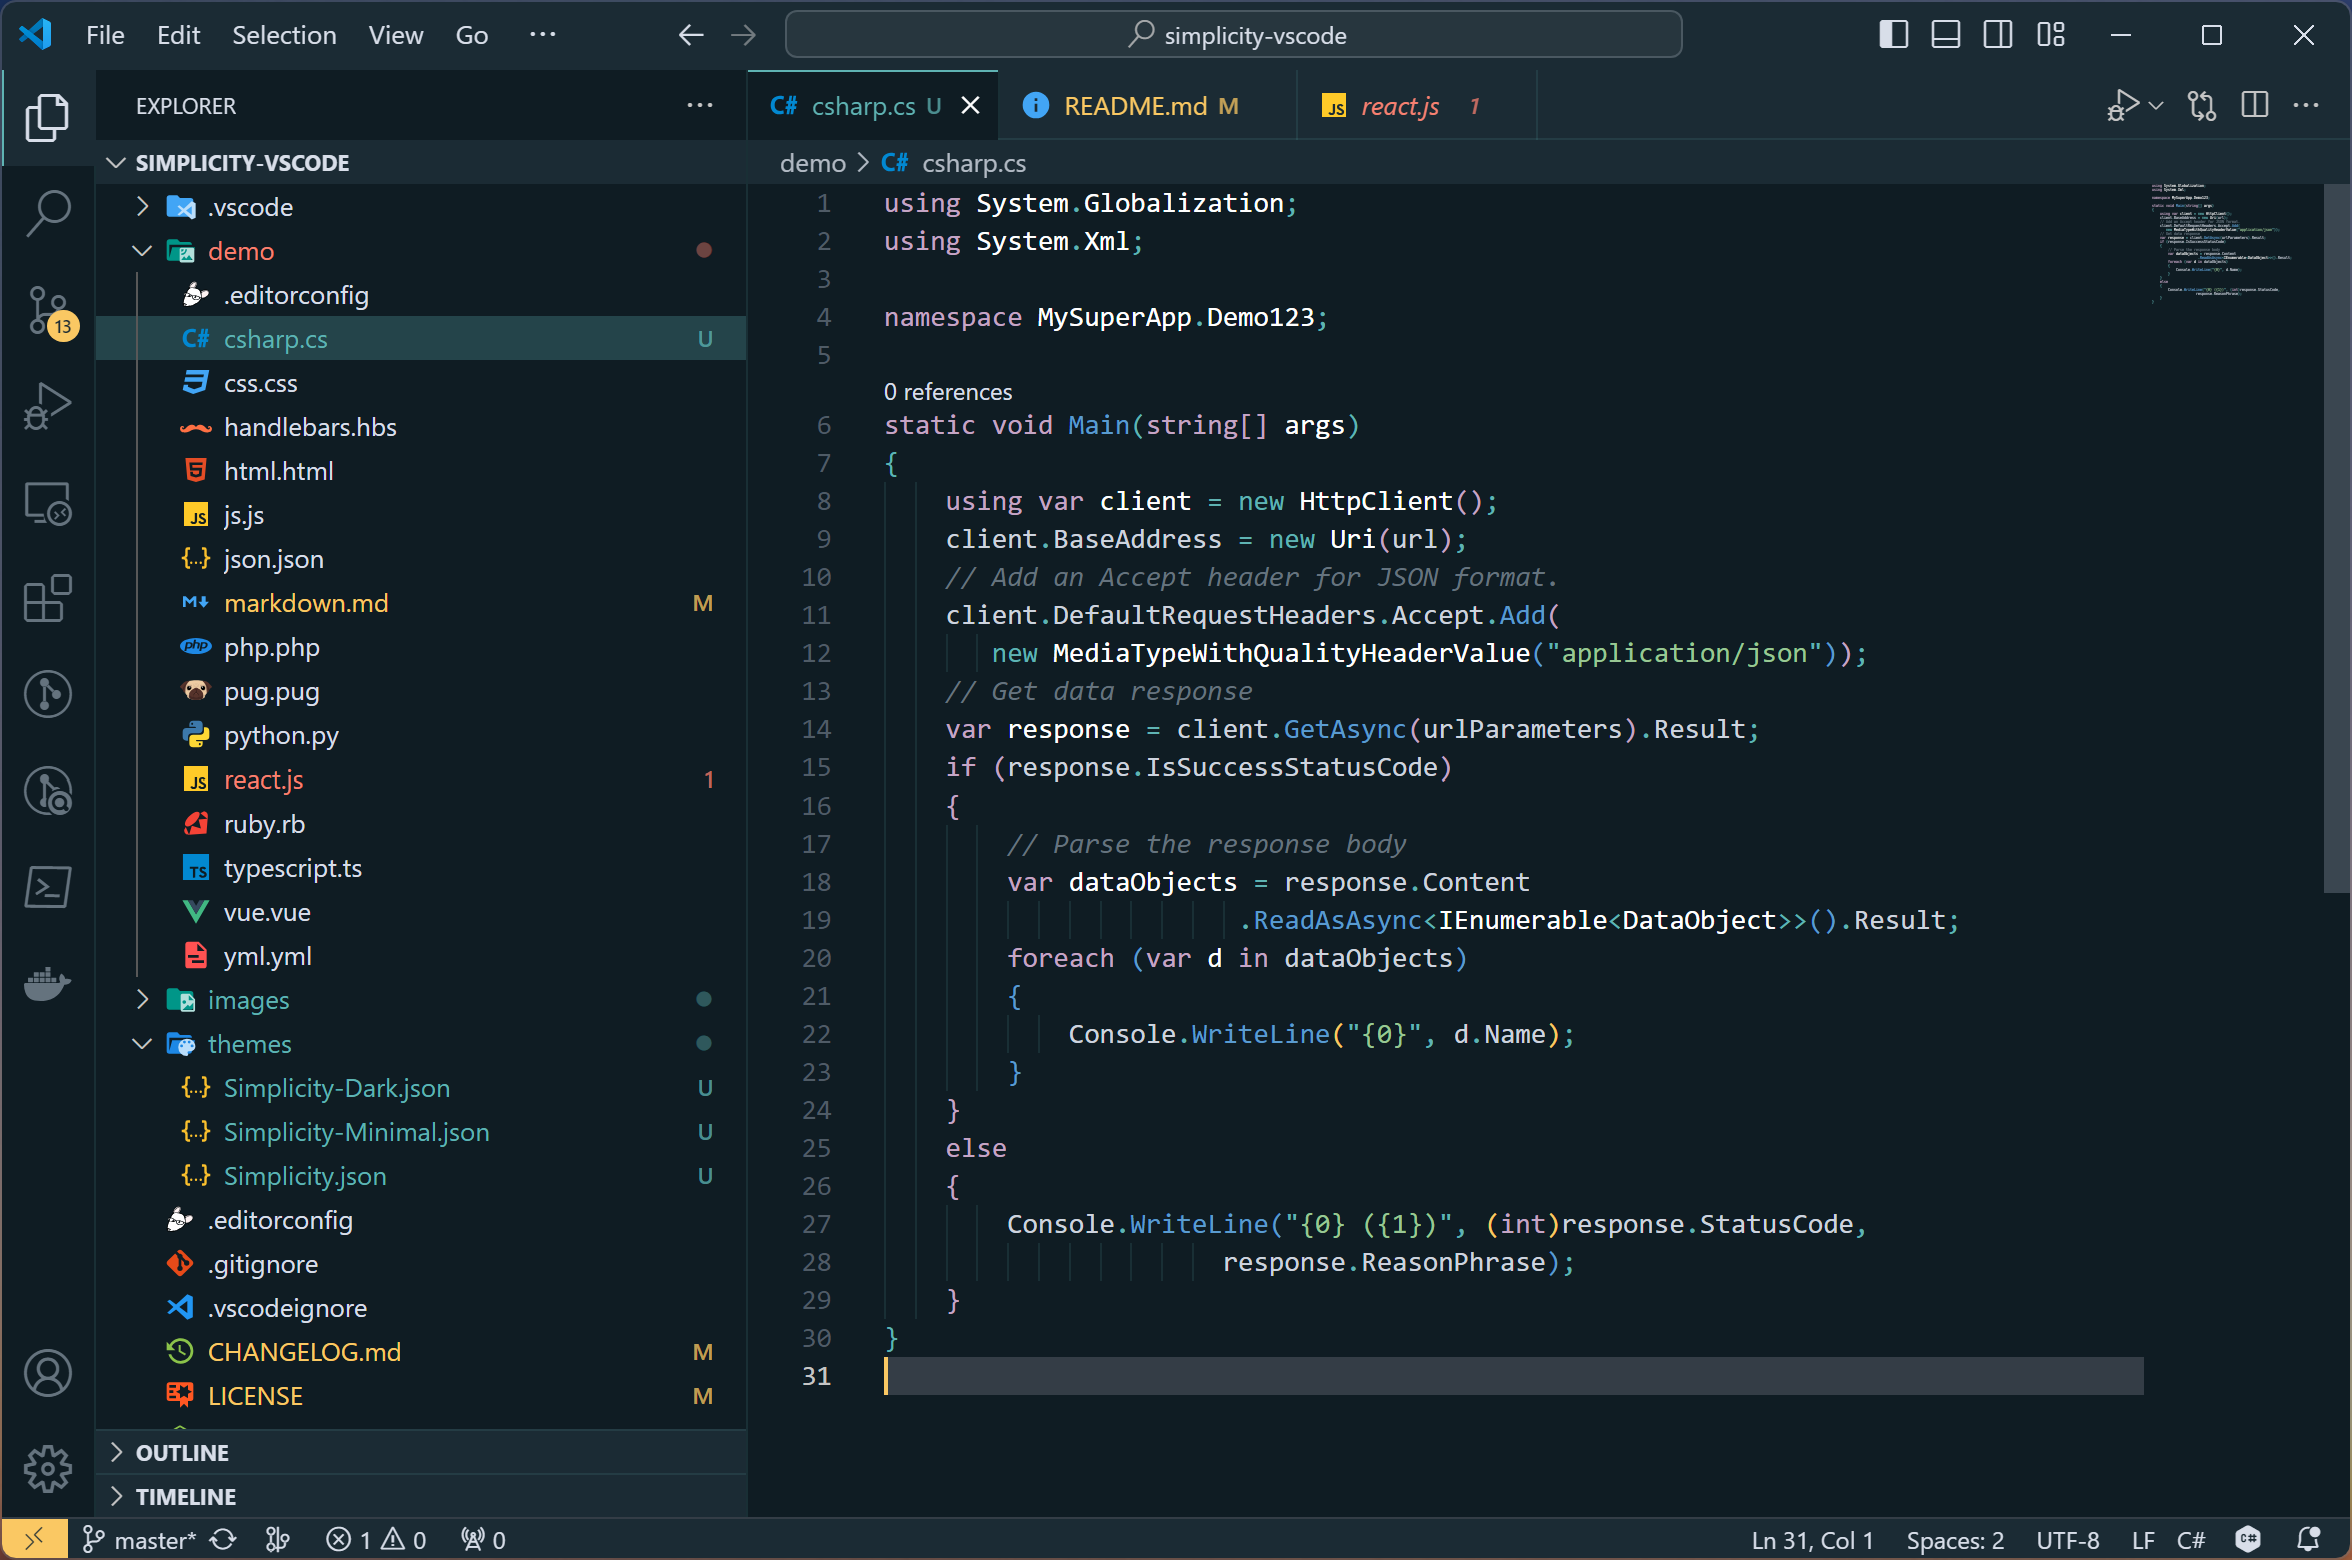 File Edit Selection View Go ···
simplicity-vscode
EXPLORER
SIMPLICITY-VSCODE
.vscode
demo
.editorconfig
C# csharp.cs U
css.css
handlebars.hbs
html.html
JS js.js
{...} json.json
M markdown.md M
php php.php
pug.pug
python.py
JS react.js 1
ruby.rb
TS typescript.ts
vue.vue
yml.yml
images
themes
{...} Simplicity-Dark.json U
{...} Simplicity-Minimal.json U
{...} Simplicity.json U
.editorconfig
.gitignore
.vscodeignore
CHANGELOG.md M
LICENSE M
OUTLINE
TIMELINE
13
C# csharp.cs U
README.md M
JS react.js 1
demo > C# csharp.cs
1 using System.Globalization;
2 using System.Xml;
3
4 namespace MySuperApp.Demo123;
5
0 references
6 static void Main(string[] args)
7 {
8 using var client = new HttpClient();
9 client.BaseAddress = new Uri(url);
10 // Add an Accept header for JSON format.
11 client.DefaultRequestHeaders.Accept.Add(
12 new MediaTypeWithQualityHeaderValue("application/json"));
13 // Get data response
14 var response = client.GetAsync(urlParameters).Result;
15 if (response.IsSuccessStatusCode)
16 {
17 // Parse the response body
18 var dataObjects = response.Content
19 .ReadAsAsync<IEnumerable<DataObject>>().Result;
20 foreach (var d in dataObjects)
21 {
22 Console.WriteLine("{0}", d.Name);
23 }
24 }
25 else
26 {
27 Console.WriteLine("{0} ({1})", (int)response.StatusCode,
28 response.ReasonPhrase);
29 }
30 }
31
master* 1 0 0
Ln 31, Col 1 Spaces: 2 UTF-8 LF C# C#